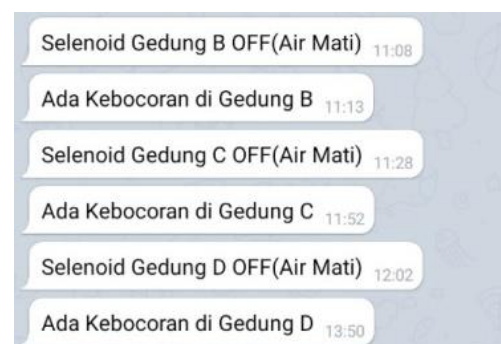 Selenoid Gedung B OFF(Air Mati) 11:08
Ada Kebocoran di Gedung B 11:13
Selenoid Gedung C OFF(Air Mati) 11:28
Ada Kebocoran di Gedung C 11:52
Selenoid Gedung D OFF(Air Mati) 12:02
Ada Kebocoran di Gedung D 13:50